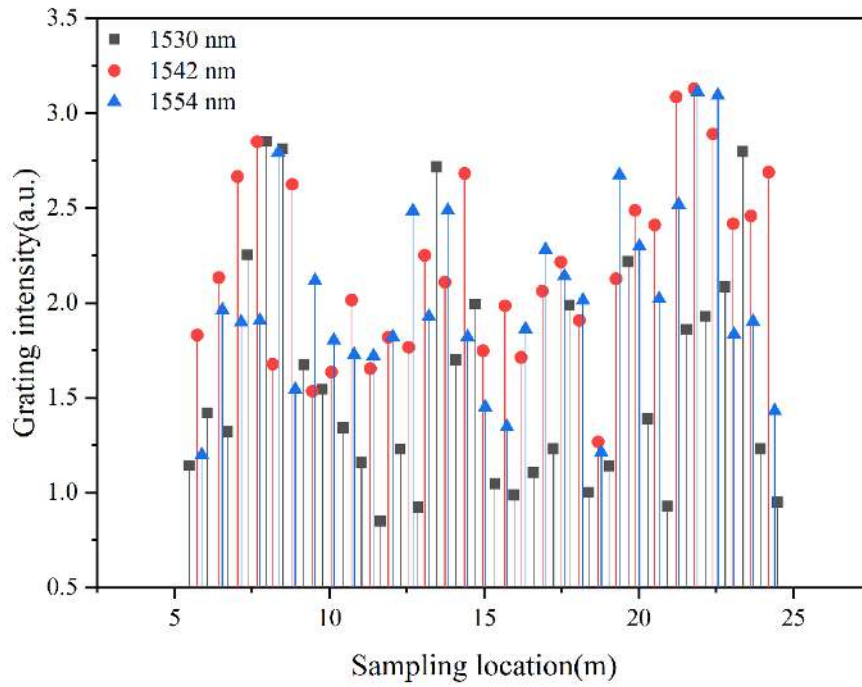 3.5
1530 nm
1542 nm
1554 nm
3.0
2.5
2.0
1.5
1.0
0.5
Grating intensity(a.u.)
5 10 15 20 25
Sampling location(m)